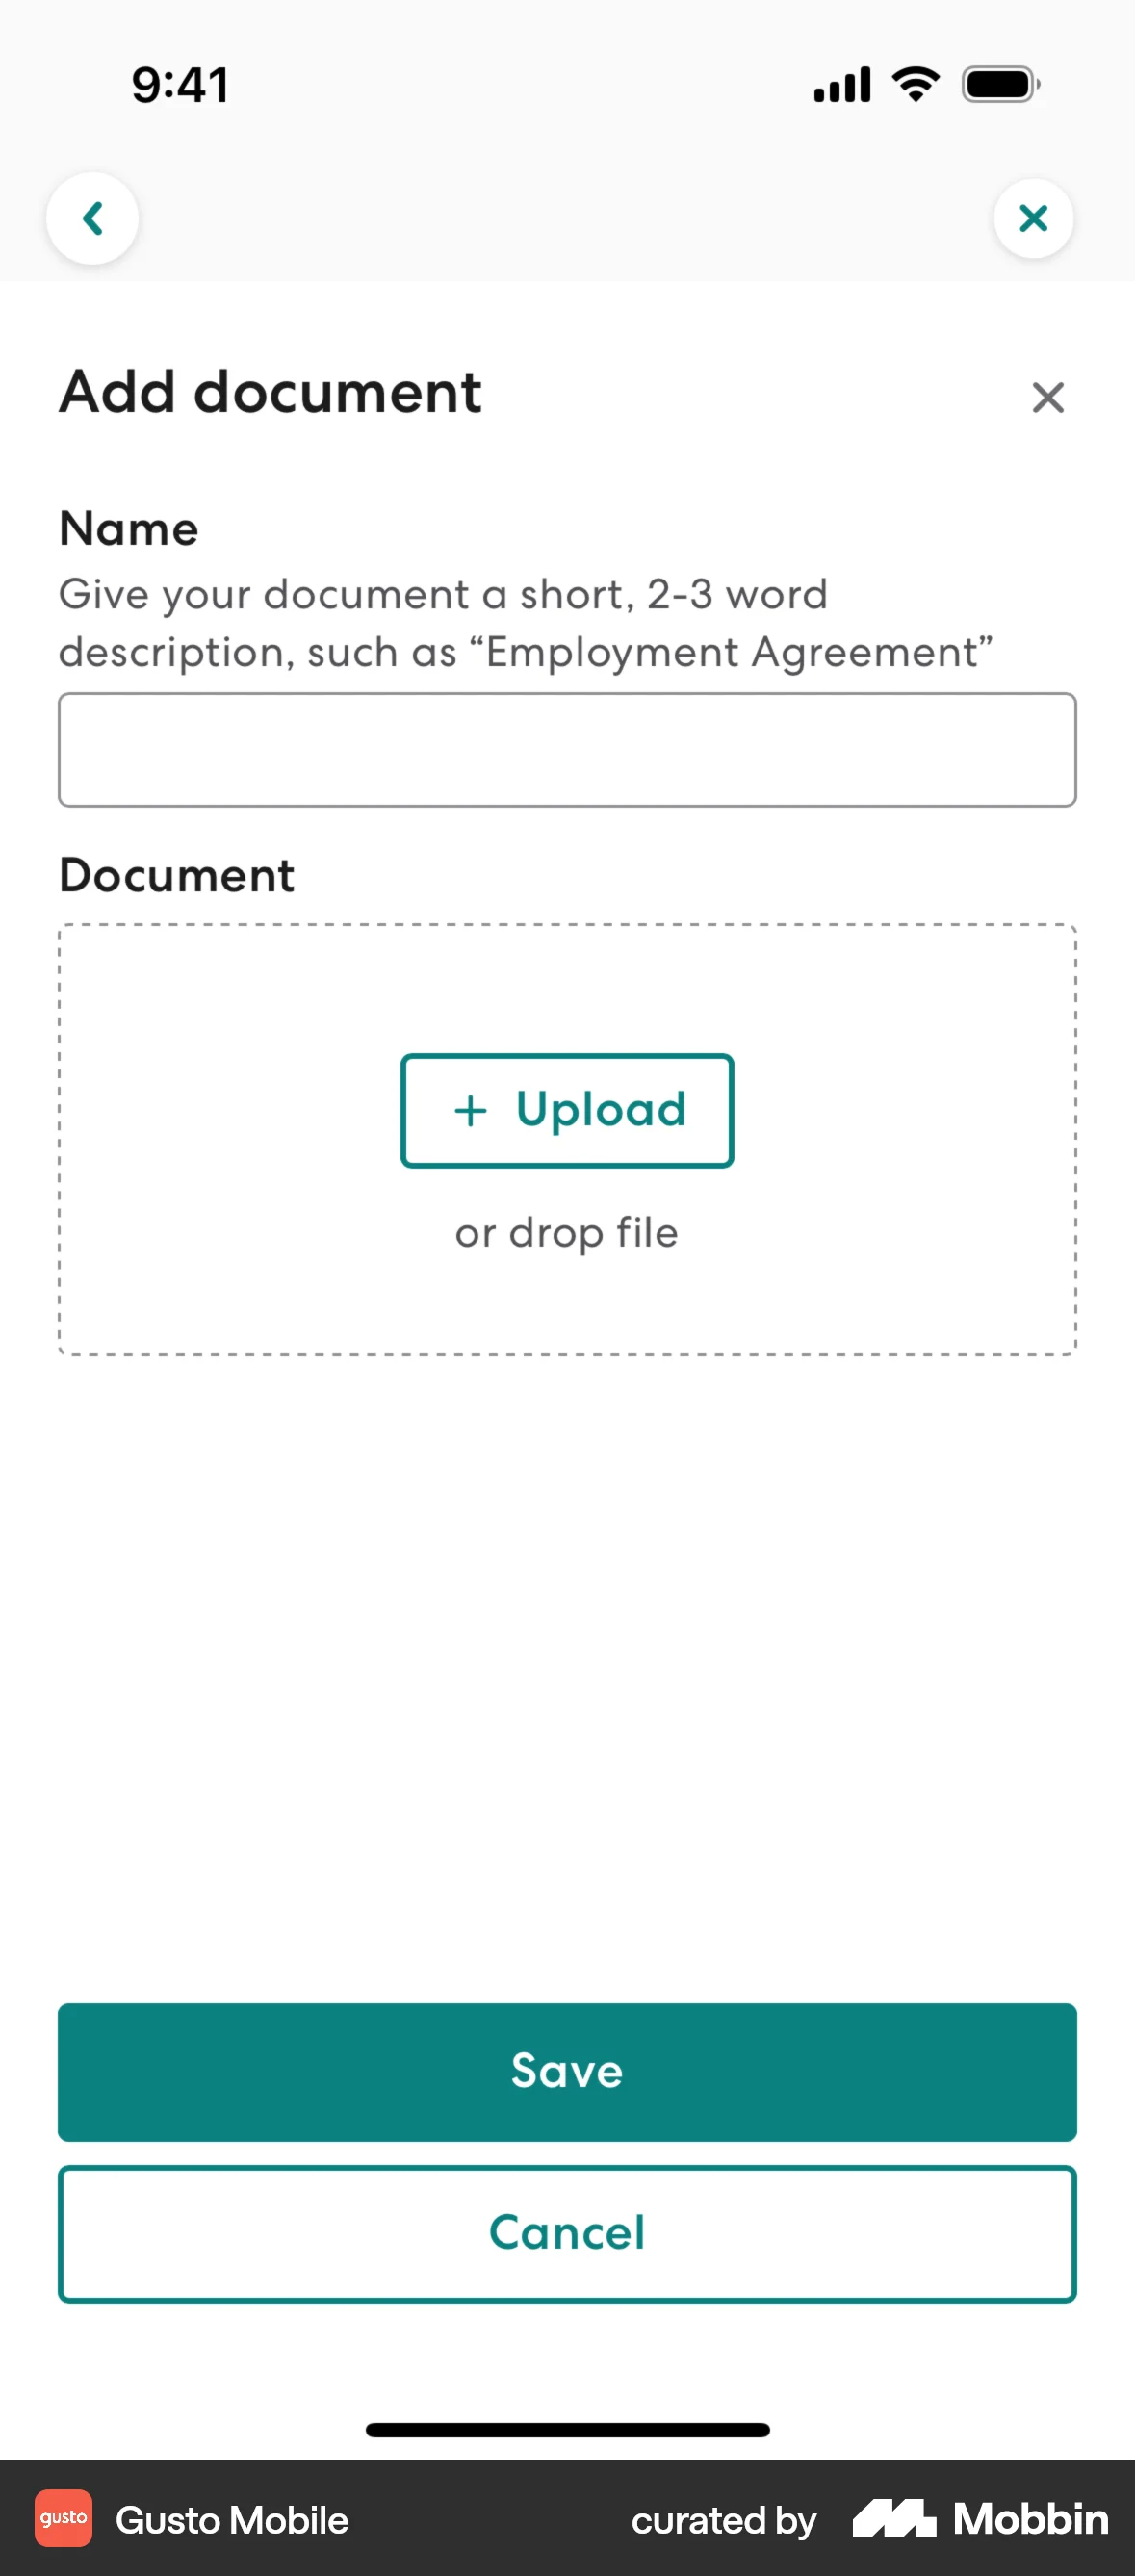 9:41
Add document
Name
Give your document a short, 2-3 word
description, such as “Employment Agreement”
Document
+ Upload
or drop file
Save
Cancel
gusto Gusto Mobile curated by Mobbin